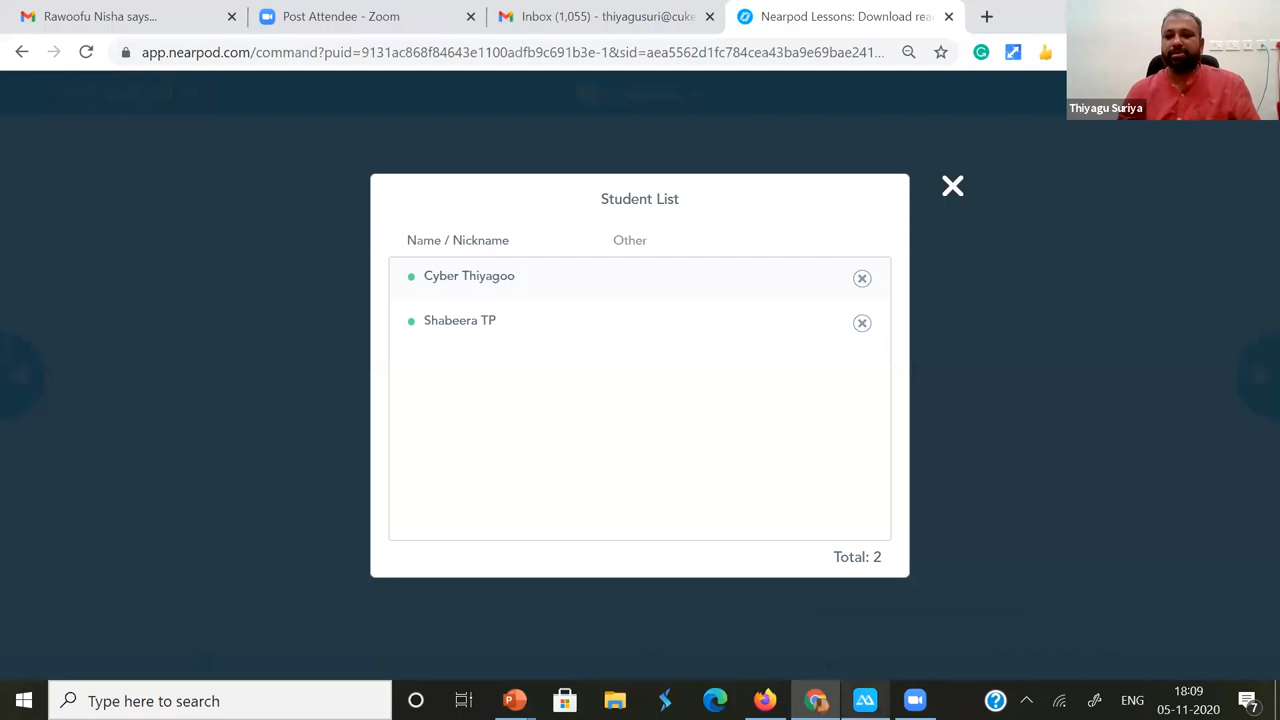 Rawoofu Nisha says...
Post Attendee - Zoom
Inbox (1,055) - thiyagusuri@cuke
Nearpod Lessons: Download rea
app.nearpod.com/command?puid=9131ac868f84643e1100adfb9c691b3e-1&sid=aea5562d1fc784cea43ba9e69bae241...
Thiyagu Suriya
Student List
Name / Nickname Other
Cyber Thiyagoo
Shabeera TP
Total: 2
Type here to search
ENG
18:09
05-11-2020
7